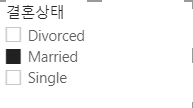 결혼상태
Divorced
Married
Single